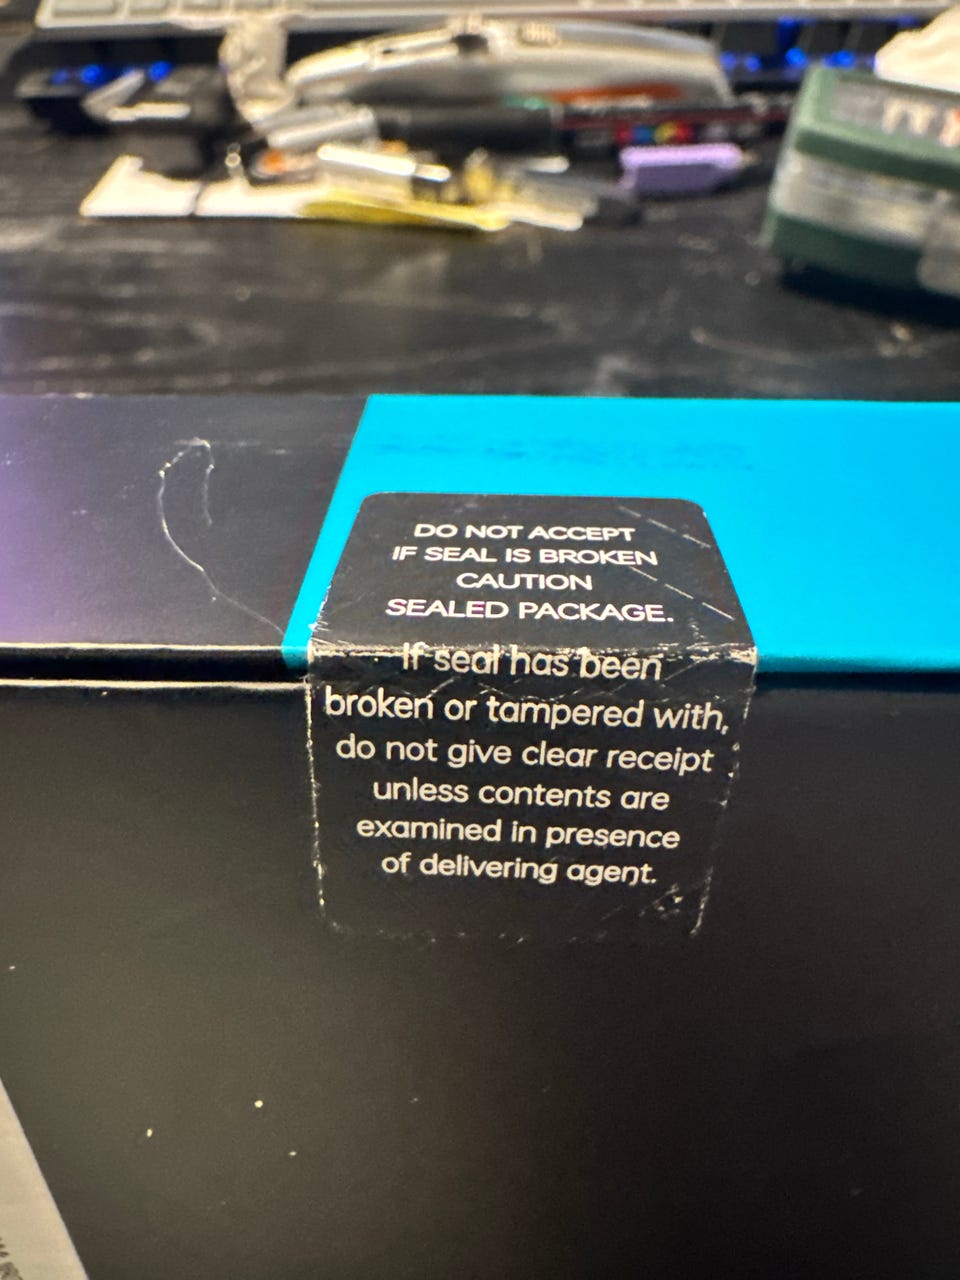 DO NOT ACCEPT
IF SEAL IS BROKEN
CAUTION
SEALED PACKAGE.
If seal has been
broken or tampered with,
do not give clear receipt
unless contents are
examined in presence
of delivering agent.